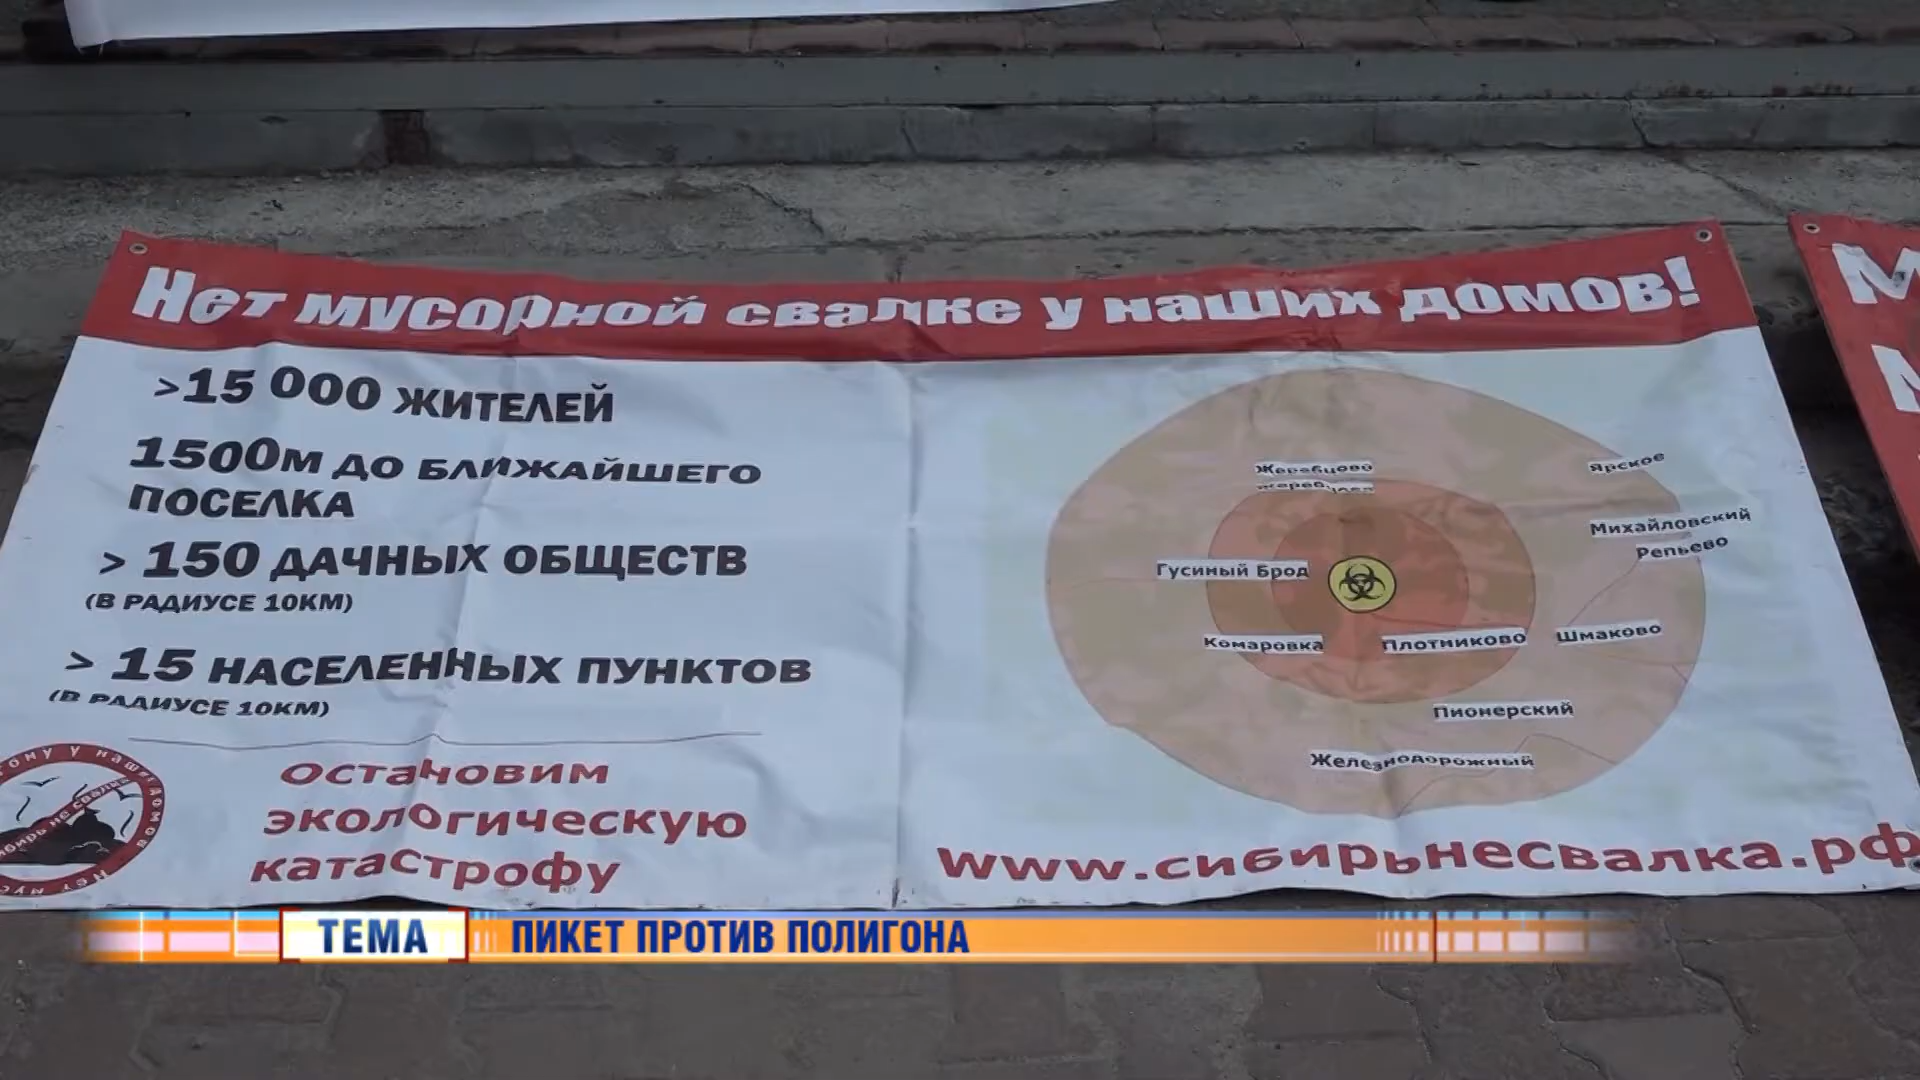 Нет мусорной свалке у наших домов!
>15 000 ЖИТЕЛЕЙ
1500м ДО БЛИЖАЙШЕГО
ПОСЕЛКА
> 150 ДАЧНЫХ ОБЩЕСТВ
(В РАДИУСЕ 10КМ)
> 15 НАСЕЛЕННЫХ ПУНКТОВ
(В РАДИУСЕ 10КМ)
остановим
экологическую
катастрофу
Жеребцово
Ярское
Михайловский
Репьево
Гусиный Брод
Комаровка
Плотниково
Шмаково
Пионерский
Железнодорожный
www.сибирьнесвалка.рф
ТЕМА
ПИКЕТ ПРОТИВ ПОЛИГОНА